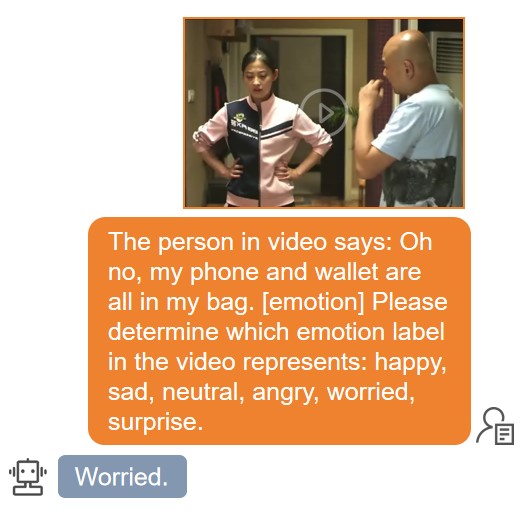 The person in video says: Oh
no, my phone and wallet are
all in my bag. [emotion] Please
determine which emotion label
in the video represents: happy,
sad, neutral, angry, worried,
surprise.
Worried.